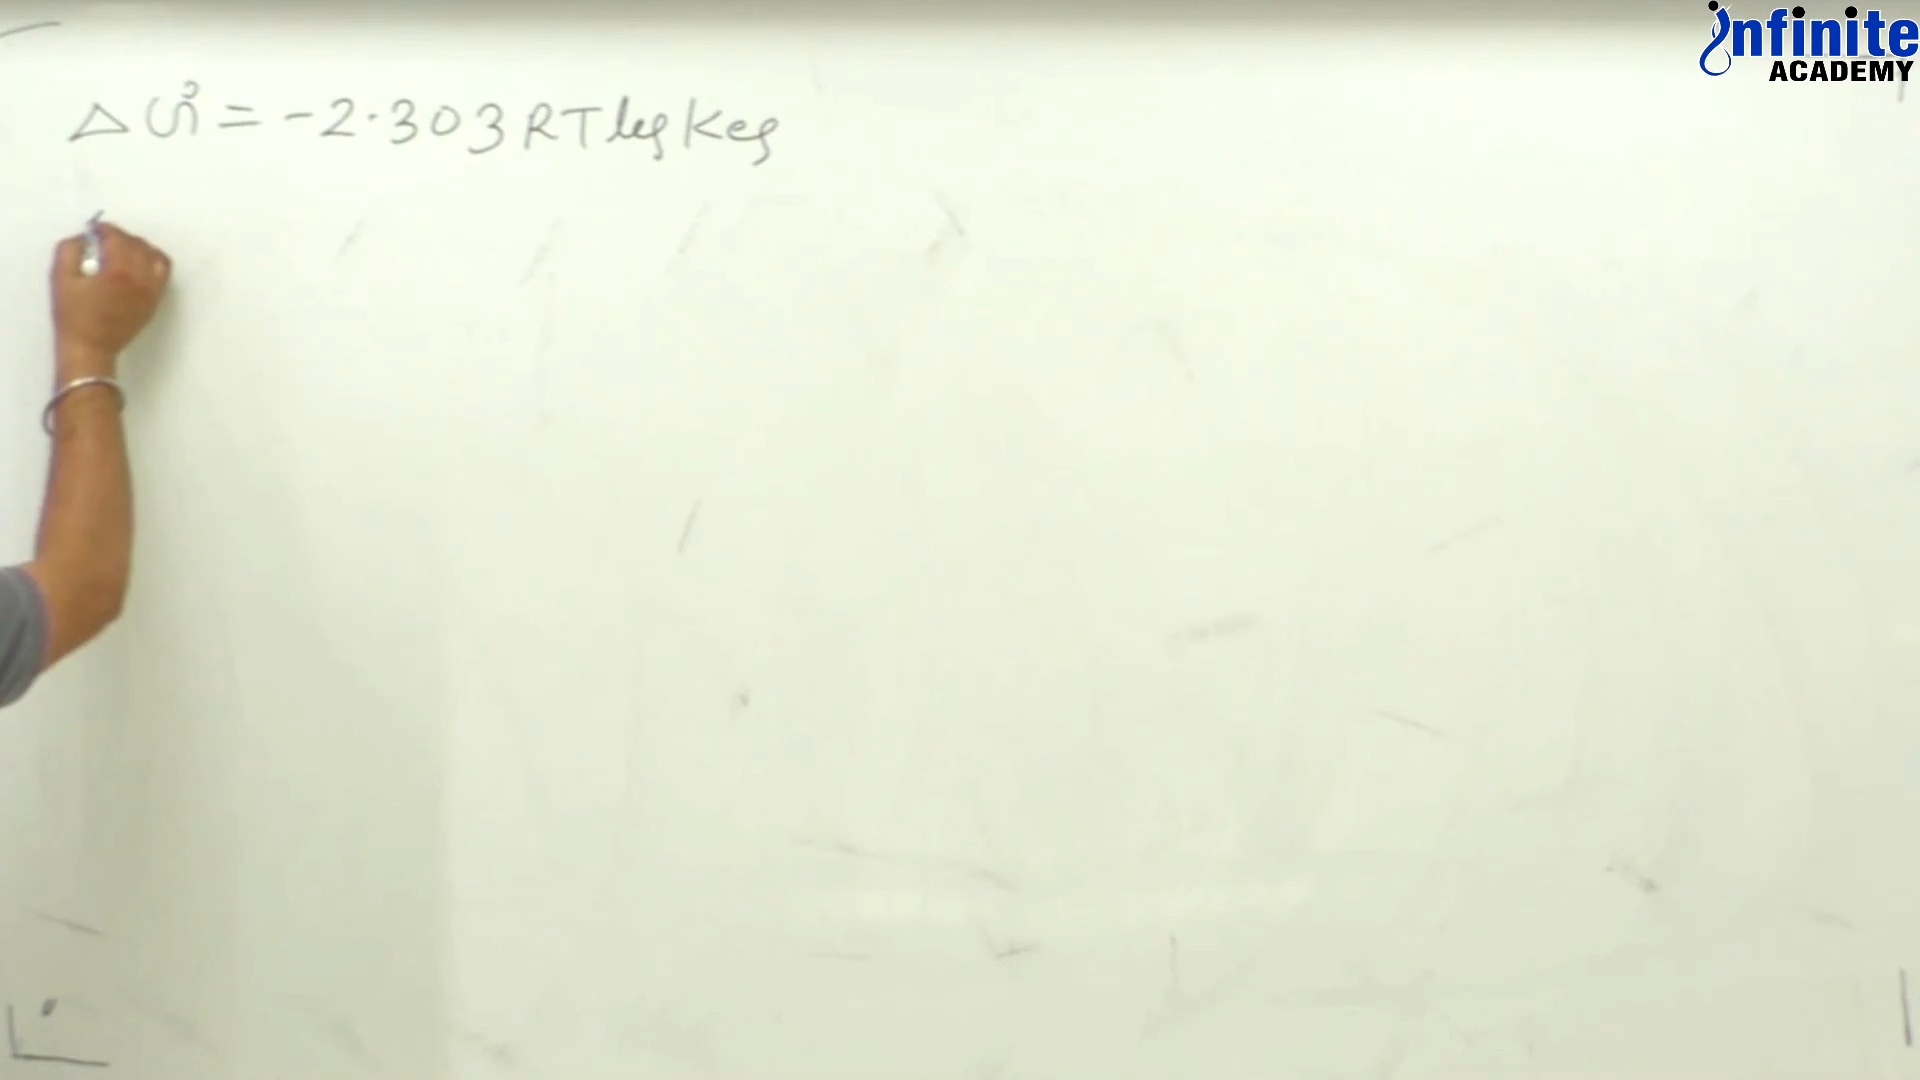 infinite
ACADEMY
ΔG° = -2.303 RT log Keq